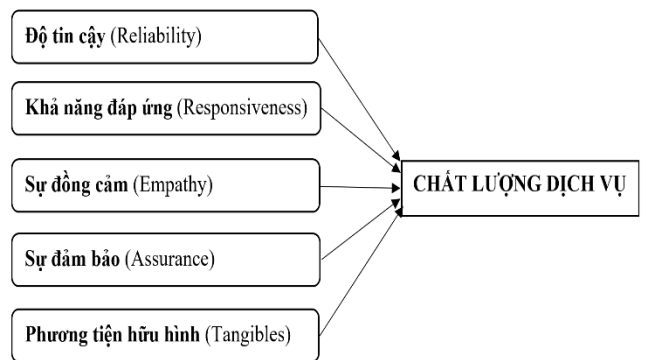 Độ tin cậy (Reliability)
Khả năng đáp ứng (Responsiveness)
Sự đồng cảm (Empathy)
CHẤT LƯỢNG DỊCH VỤ
Sự đảm bảo (Assurance)
Phương tiện hữu hình (Tangibles)